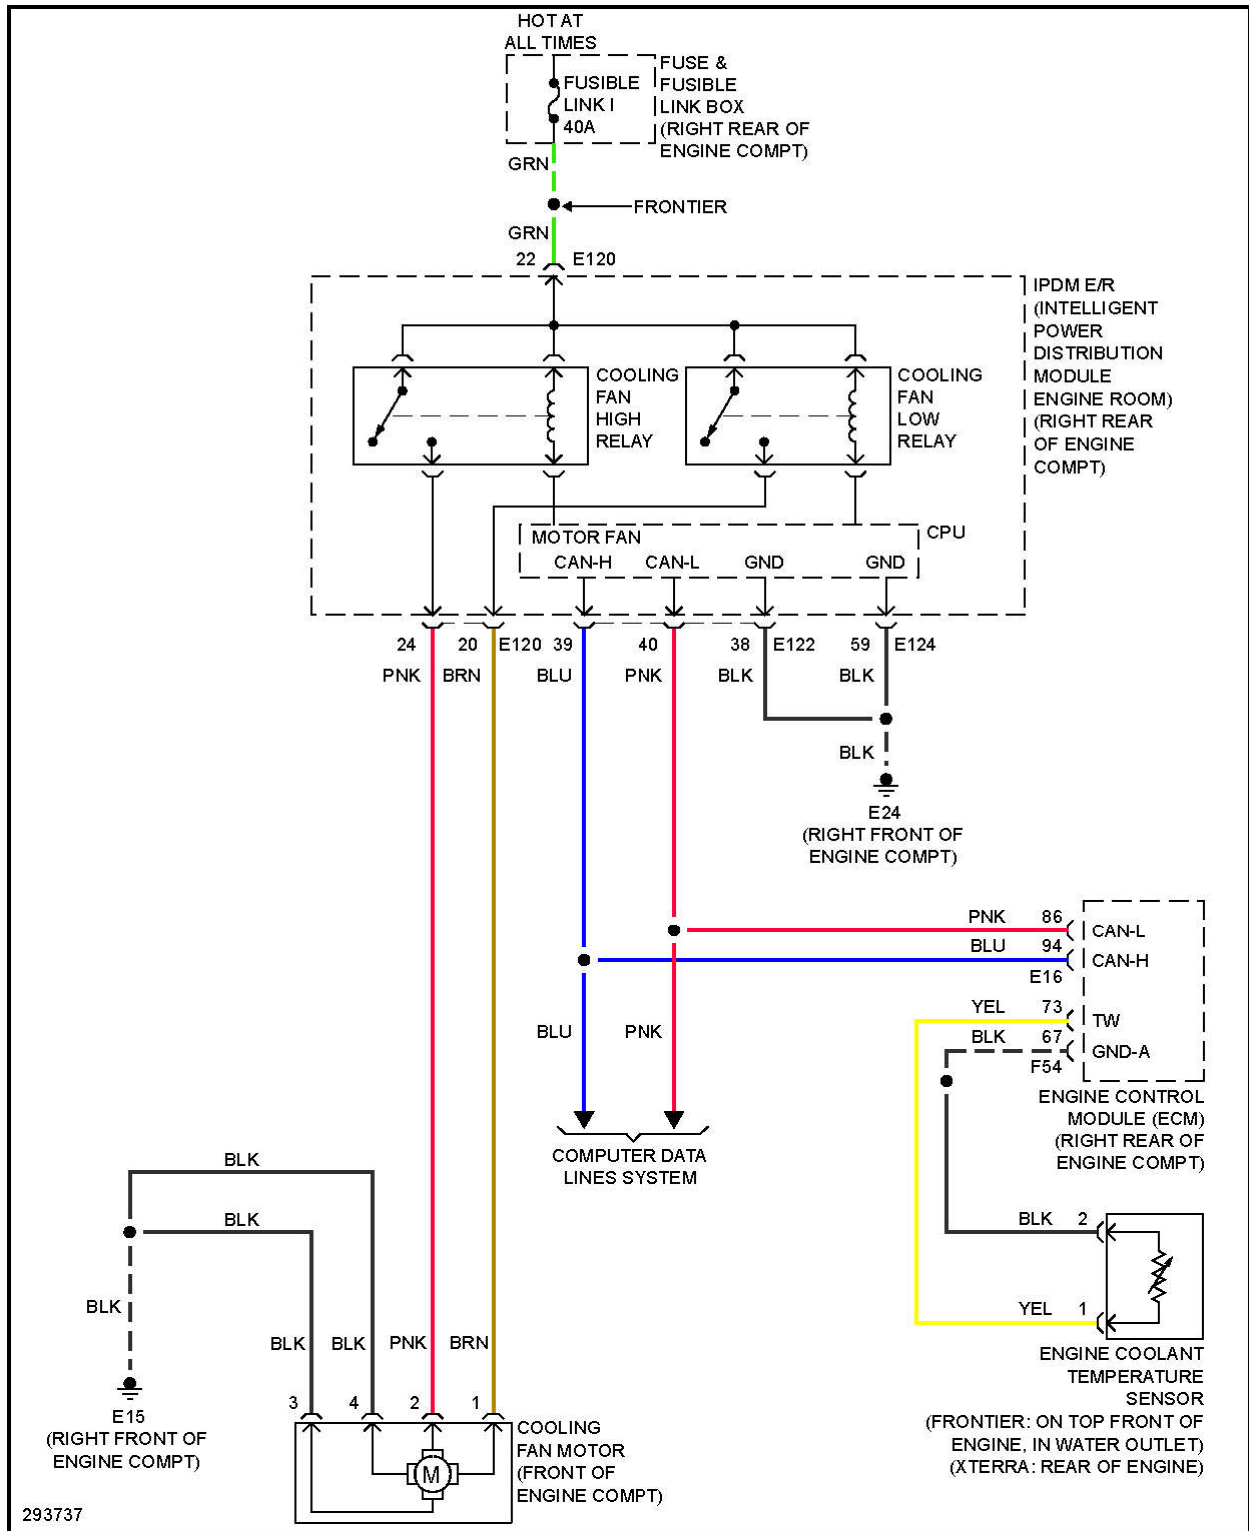 HOT AT
ALL TIMES
FUSIBLE
LINK I
40A
FUSE &
FUSIBLE
LINK BOX
(RIGHT REAR OF
ENGINE COMPT)
GRN
FRONTIER
GRN
22 E120
IPDM E/R
(INTELLIGENT
POWER
DISTRIBUTION
MODULE
ENGINE ROOM)
(RIGHT REAR
OF ENGINE
COMPT)
COOLING
FAN
HIGH
RELAY
COOLING
FAN
LOW
RELAY
MOTOR FAN
CPU
CAN-H CAN-L GND GND
24 20 E120 39 40 38 E122 59 E124
PNK BRN BLU PNK BLK BLK
BLK
E24
(RIGHT FRONT OF
ENGINE COMPT)
PNK 86 CAN-L
BLU 94 CAN-H
E16
YEL 73 TW
BLK 67 GND-A
F54
BLU PNK
ENGINE CONTROL
MODULE (ECM)
(RIGHT REAR OF
ENGINE COMPT)
COMPUTER DATA
LINES SYSTEM
BLK
BLK
BLK
BLK 2
YEL 1
ENGINE COOLANT
TEMPERATURE
SENSOR
(FRONTIER: ON TOP FRONT OF
ENGINE, IN WATER OUTLET)
(XTERRA: REAR OF ENGINE)
BLK BLK PNK BRN
3 4 2 1
E15
(RIGHT FRONT OF
ENGINE COMPT)
M
COOLING
FAN MOTOR
(FRONT OF
ENGINE COMPT)
293737